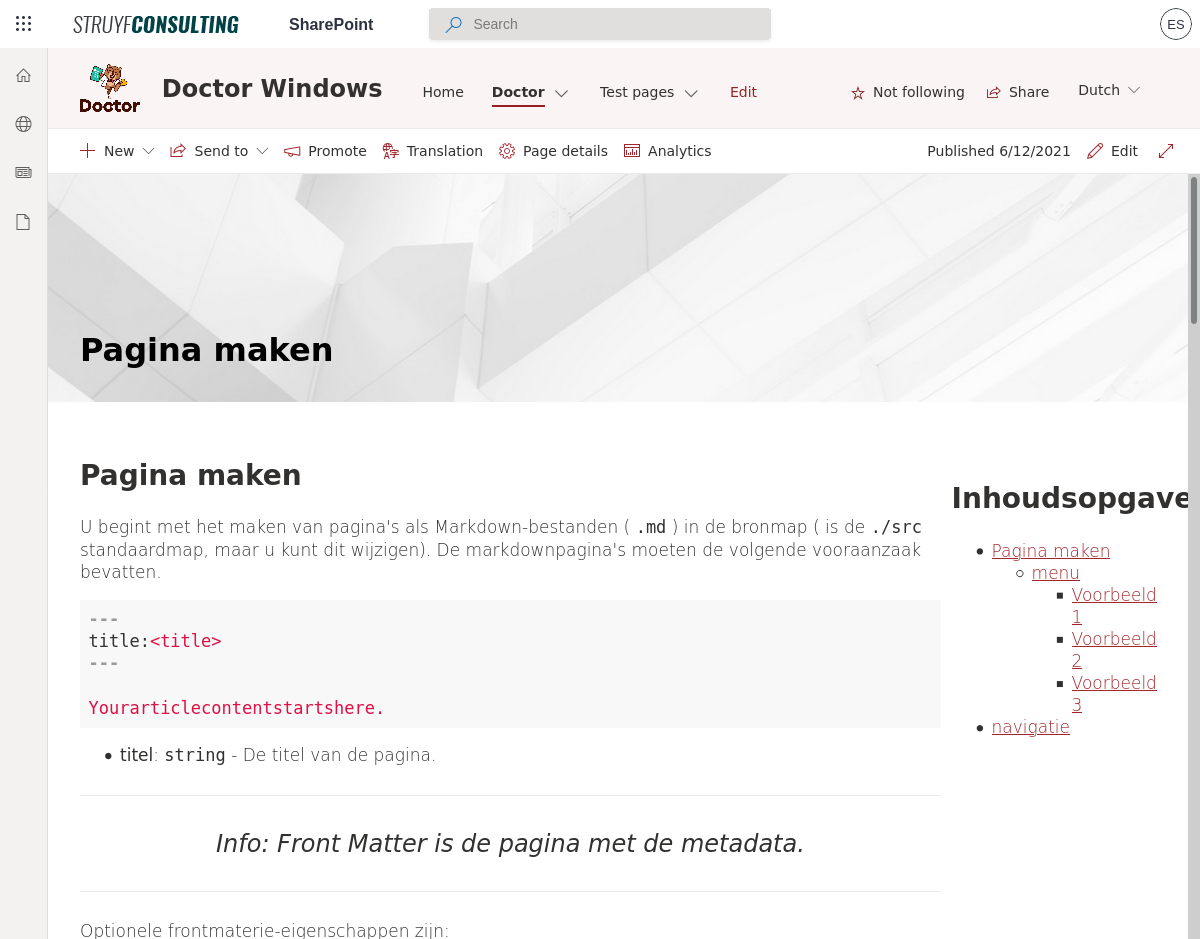 STRUYFCONSULTING SharePoint Search ES
Doctor Doctor Windows Home Doctor Test pages Edit Not following Share Dutch
New Send to Promote Translation Page details Analytics Published 6/12/2021 Edit
Pagina maken
Pagina maken
U begint met het maken van pagina's als Markdown-bestanden ( .md ) in de bronmap ( is de ./src
standaardmap, maar u kunt dit wijzigen). De markdownpagina's moeten de volgende vooraanzaak
bevatten.
---
title:<title>
---
Yourarticlecontentstartshere.
• titel: string - De titel van de pagina.
Info: Front Matter is de pagina met de metadata.
Optionele frontmaterie-eigenschappen zijn:
Inhoudsopgave
• Pagina maken
◦ menu
▪ Voorbeeld
1
▪ Voorbeeld
2
▪ Voorbeeld
3
• navigatie